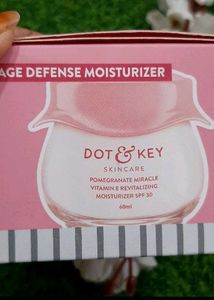 AGE DEFENSE MOISTURIZER
DOT & KEY
SKINCARE
POMEGRANATE MIRACLE
VITAMIN E REVITALIZING
MOISTURIZER SPF 30
60ml